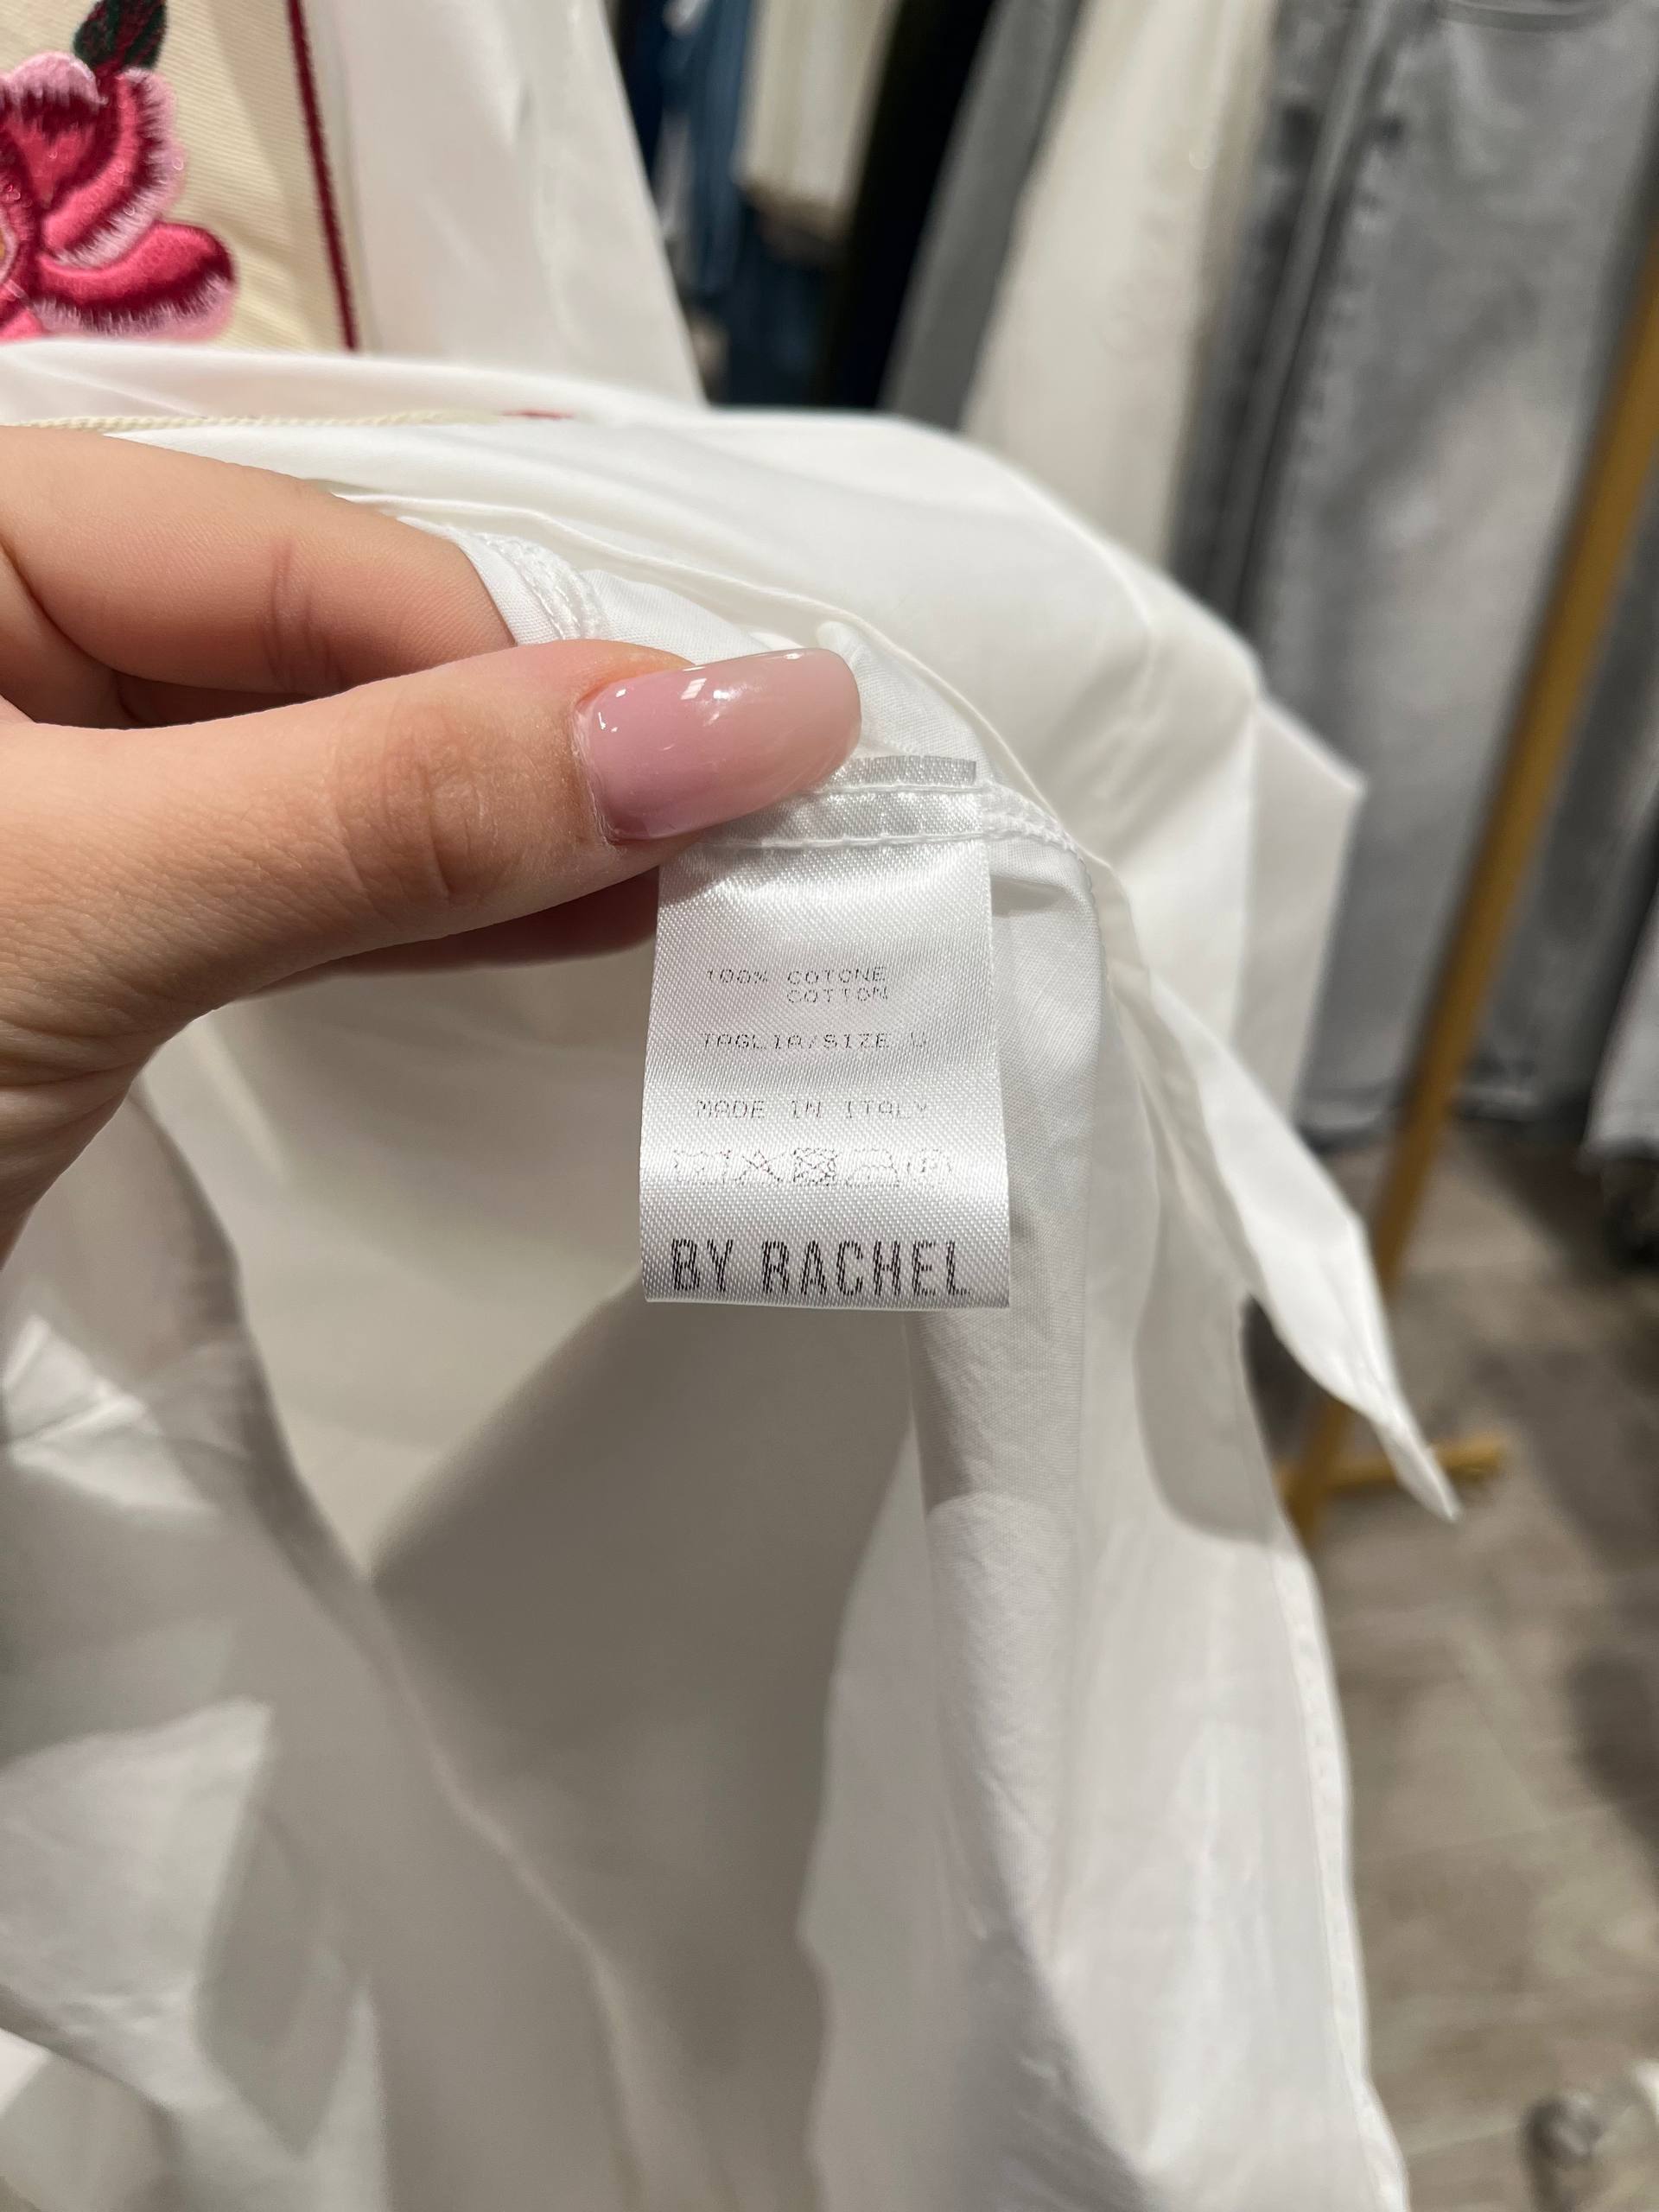 100% COTONE
COTTON
TAGLIA/SIZE U
MADE IN ITALY
BY RACHEL